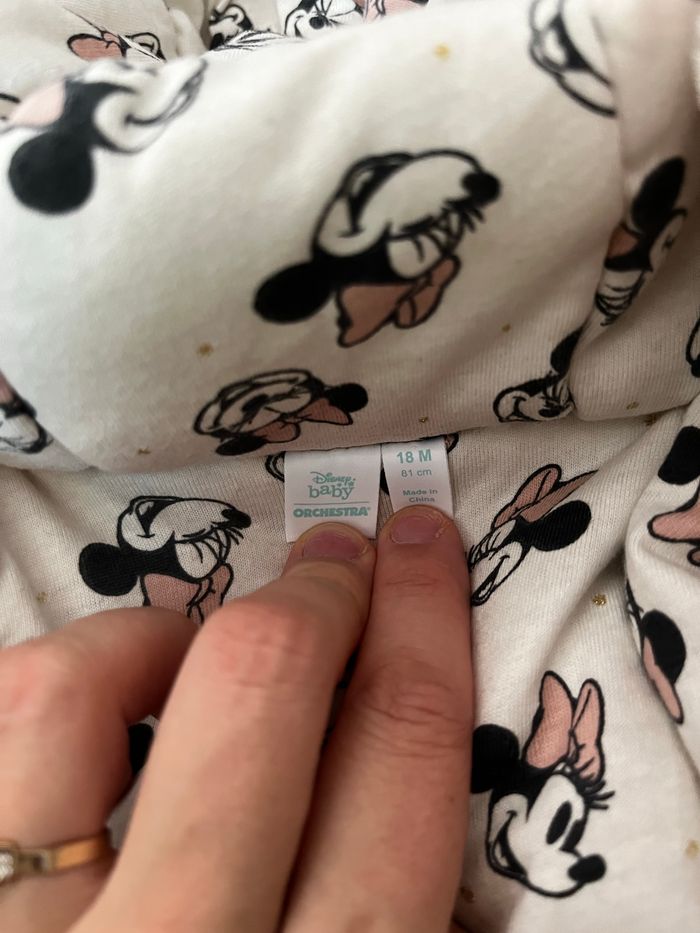 Disney
baby
ORCHESTRA®
18 M
81 cm
Made in
China